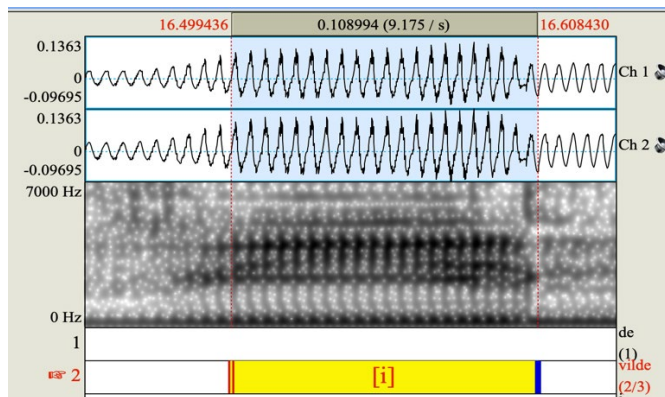 16.499436 0.108994 (9.175 / s) 16.608430
0.1363
0
-0.09695
Ch 1
0.1363
0
-0.09695
Ch 2
7000 Hz
0 Hz
1
de
(1)
☞ 2
[i]
vilde
(2/3)